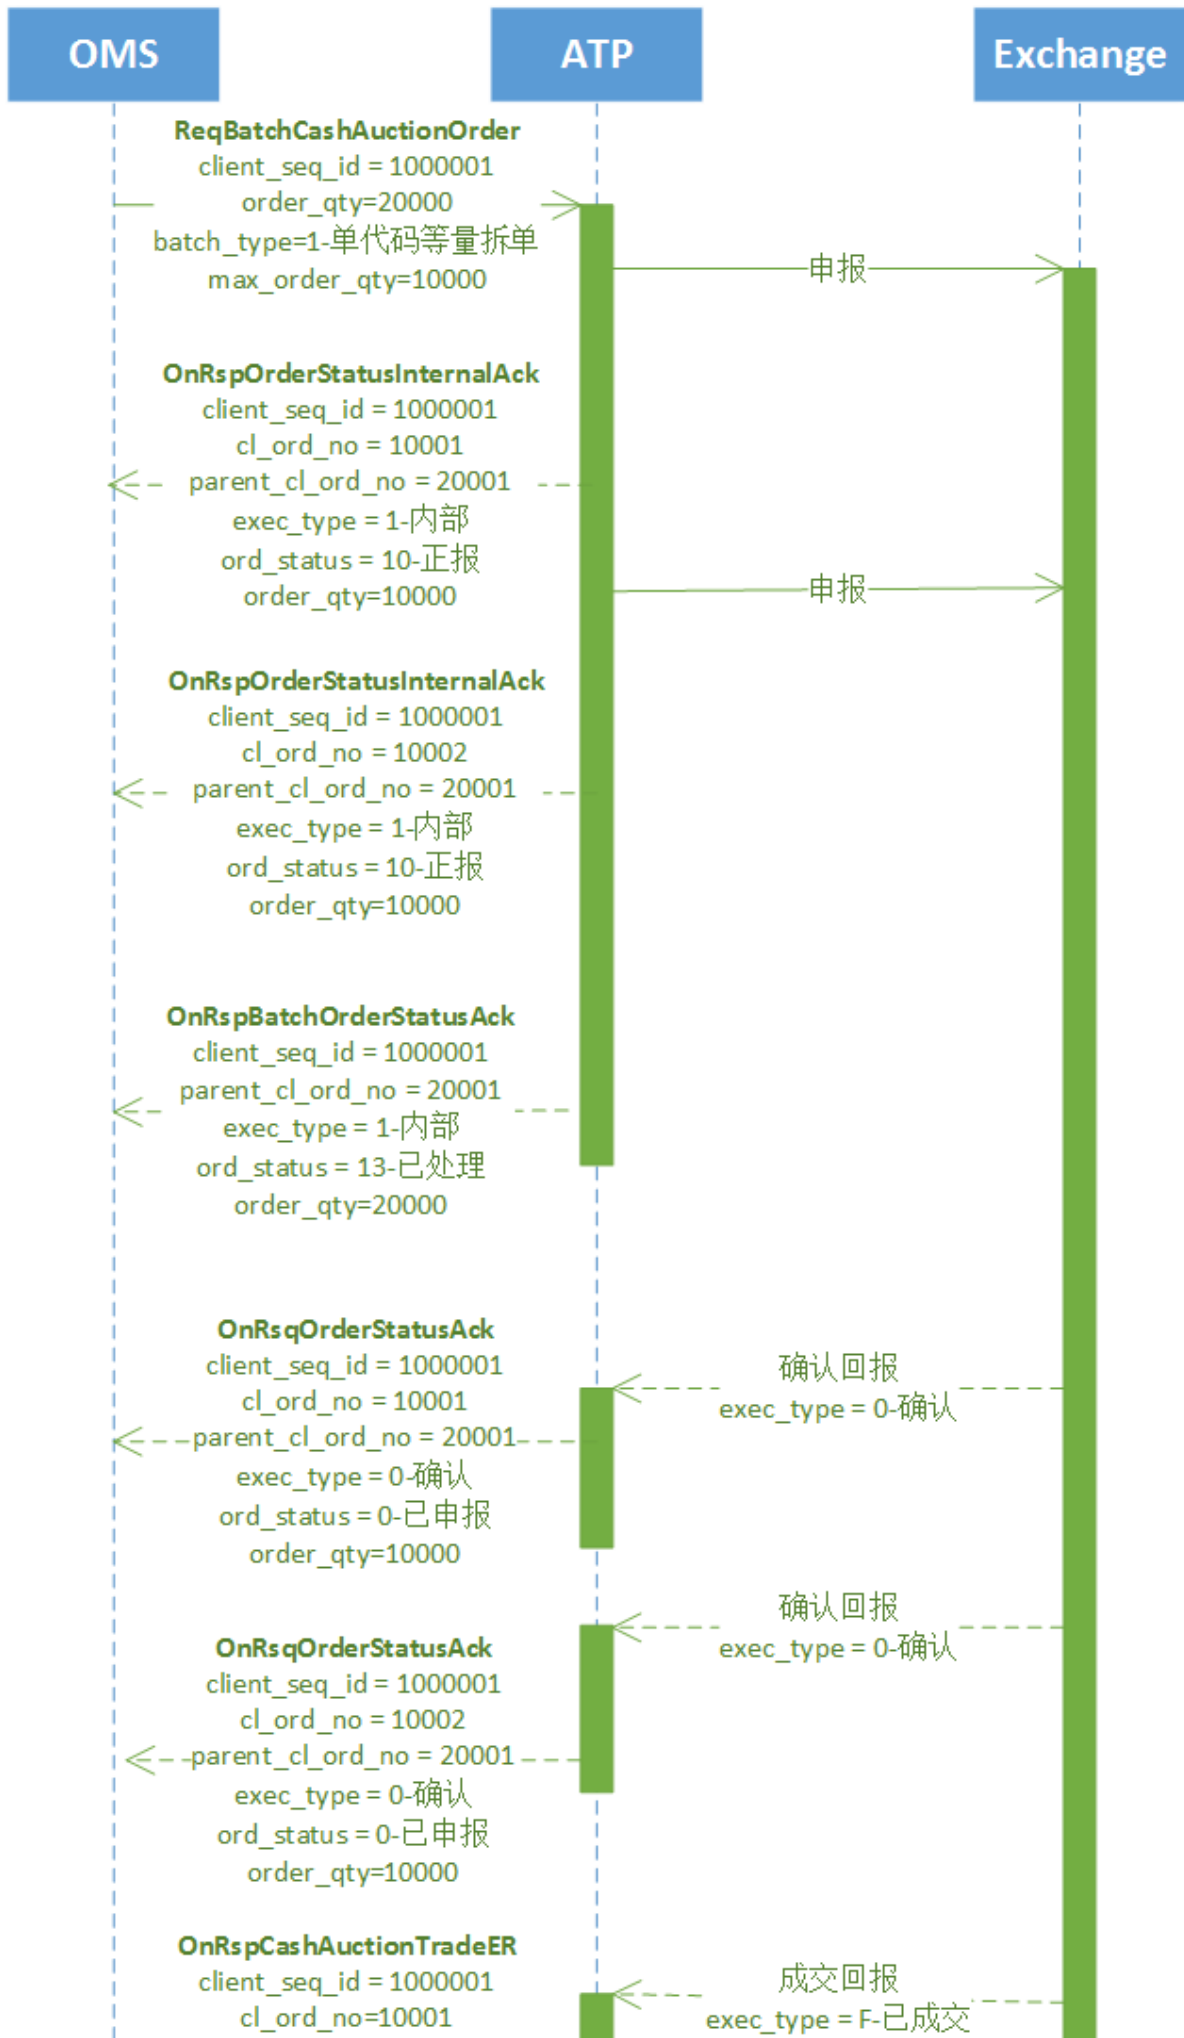 OMS
ATP
Exchange
ReqBatchCashAuctionOrder
client_seq_id = 1000001
order_qty=20000
batch_type=1-单代码等量拆单
max_order_qty=10000
申报
OnRspOrderStatusInternalAck
client_seq_id = 1000001
cl_ord_no = 10001
parent_cl_ord_no = 20001
exec_type = 1-内部
ord_status = 10-正报
order_qty=10000
申报
OnRspOrderStatusInternalAck
client_seq_id = 1000001
cl_ord_no = 10002
parent_cl_ord_no = 20001
exec_type = 1-内部
ord_status = 10-正报
order_qty=10000
OnRspBatchOrderStatusAck
client_seq_id = 1000001
parent_cl_ord_no = 20001
exec_type = 1-内部
ord_status = 13-已处理
order_qty=20000
OnRsqOrderStatusAck
client_seq_id = 1000001
cl_ord_no = 10001
parent_cl_ord_no = 20001
exec_type = 0-确认
ord_status = 0-已申报
order_qty=10000
确认回报
exec_type = 0-确认
确认回报
exec_type = 0-确认
OnRsqOrderStatusAck
client_seq_id = 1000001
cl_ord_no = 10002
parent_cl_ord_no = 20001
exec_type = 0-确认
ord_status = 0-已申报
order_qty=10000
OnRspCashAuctionTradeER
client_seq_id = 1000001
cl_ord_no=10001
成交回报
exec_type = F-已成交